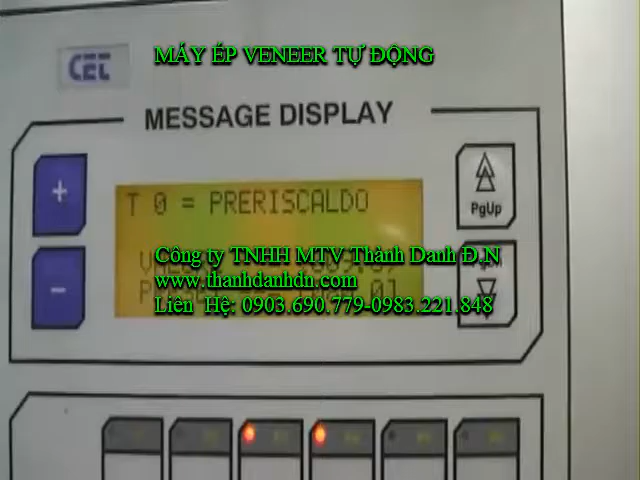 CET
MÁY ÉP VENEER TỰ ĐỘNG
MESSAGE DISPLAY
+
T 0 = PRERISCALDO
PgUp
Công ty TNHH MTV Thành Danh Đ.N
-
www.thanhdanhdn.com
Liên Hệ: 0903.690.779-0983.221.848